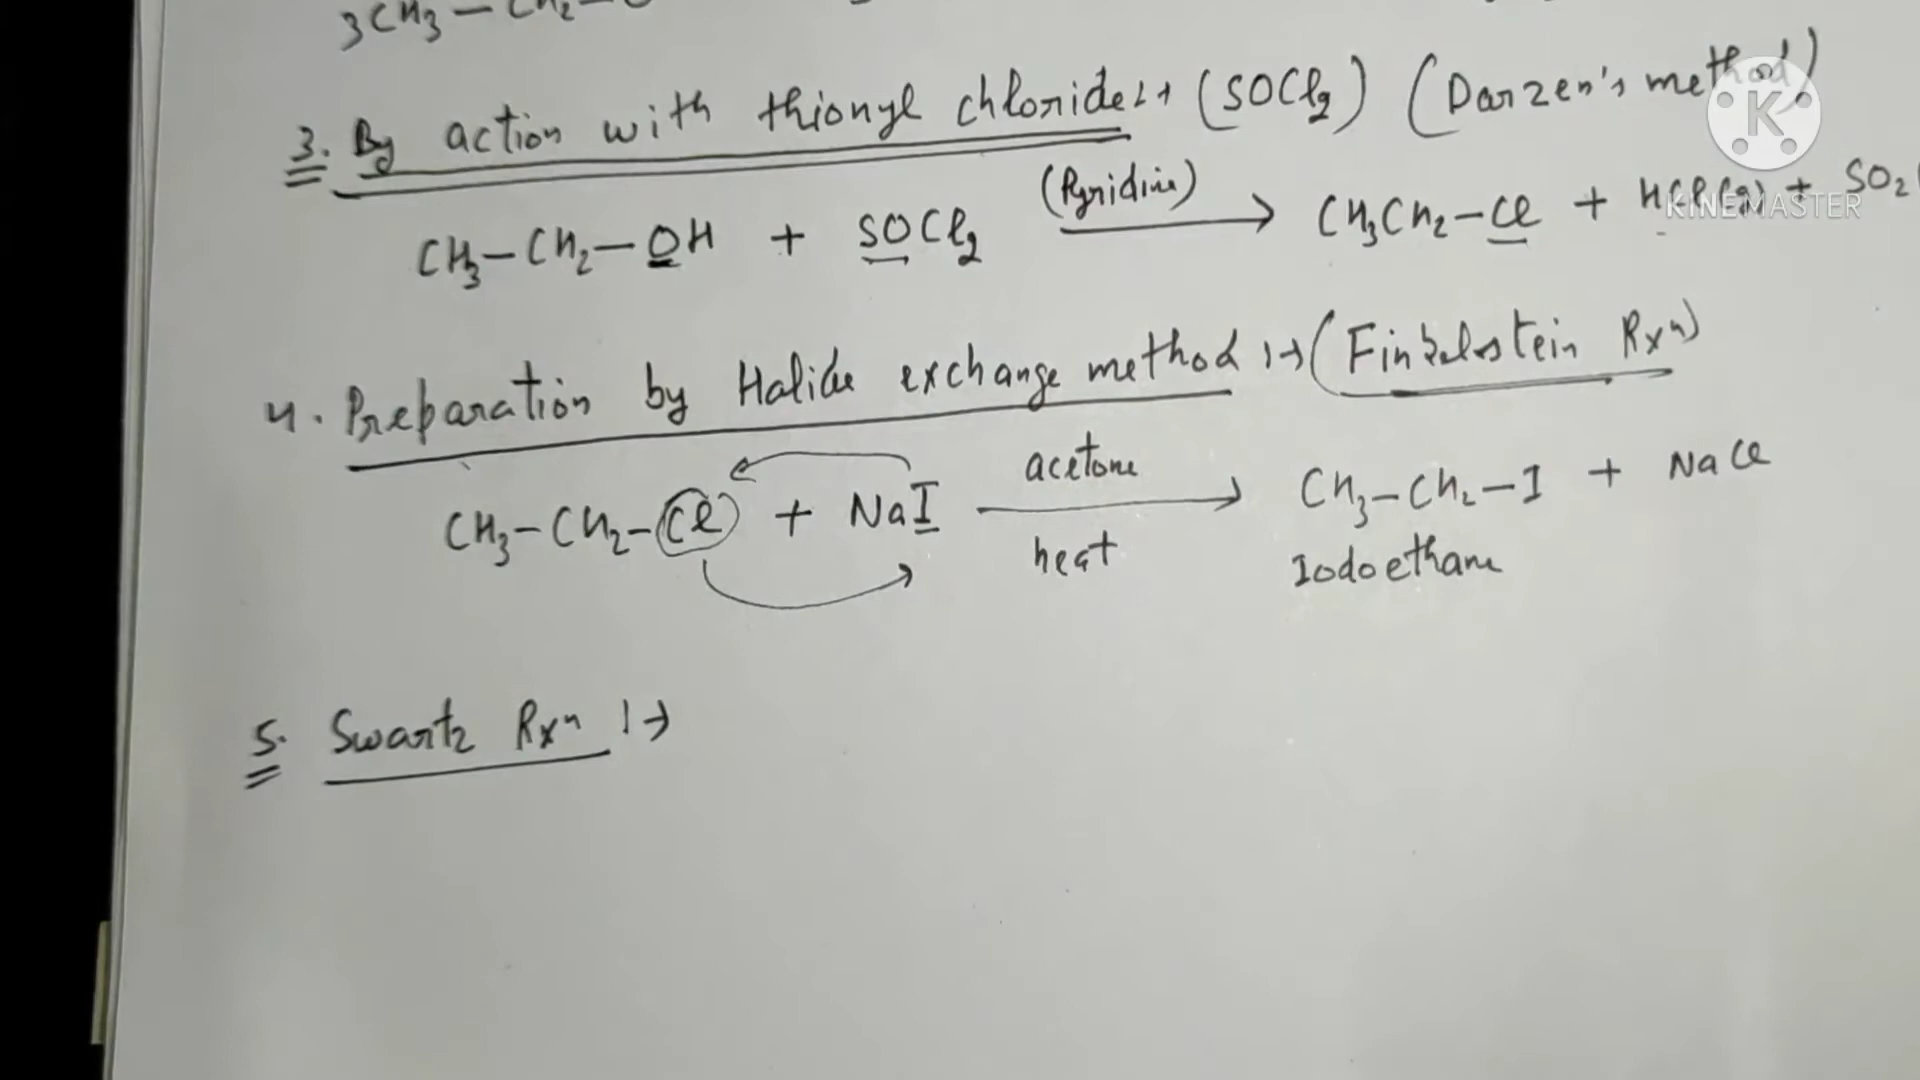 3CH3 - CH2 -
3. By action with thionyl chloride :→ (SOCl2) (Darzen's method)
CH3-CH2-OH + SOCl2 (Pyridine) → CH3CH2-Cl + HCl(g) + SO2(
KINEMASTER
4. Preparation by Halide exchange method :→ (Finkelstein Rxn)
CH3-CH2-Cl + NaI acetone heat → CH3-CH2-I + NaCl
Iodoethane
5. Swartz Rxn :→